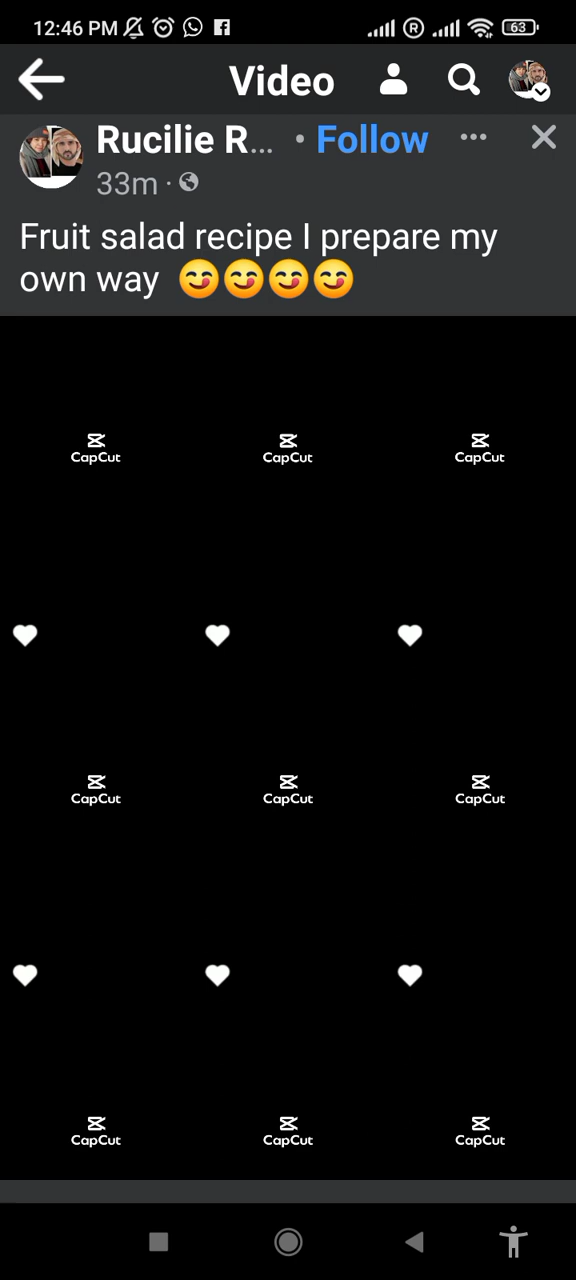 12:46 PM
63
Video
Rucilie R... • Follow
33m ·
Fruit salad recipe I prepare my
own way 😋😋😋😋
CapCut CapCut CapCut
CapCut CapCut CapCut
CapCut CapCut CapCut